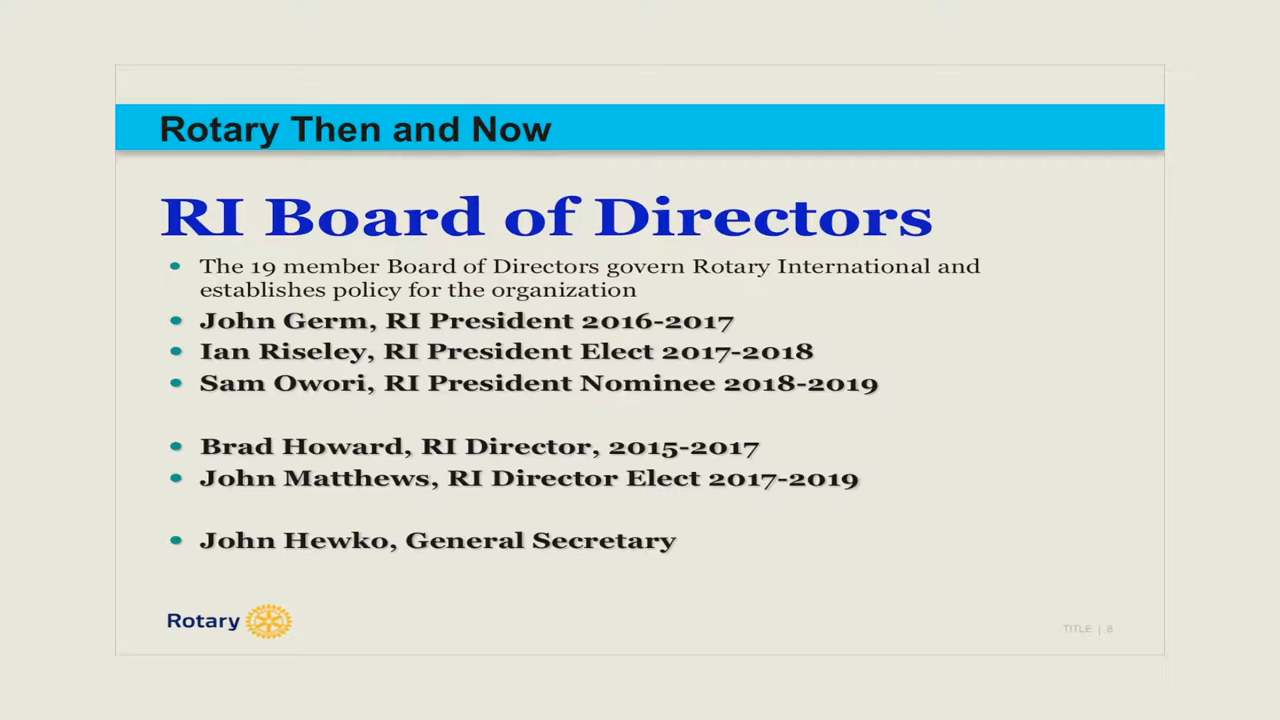 Rotary Then and Now
RI Board of Directors
• The 19 member Board of Directors govern Rotary International and
establishes policy for the organization
• John Germ, RI President 2016-2017
• Ian Riseley, RI President Elect 2017-2018
• Sam Owori, RI President Nominee 2018-2019
• Brad Howard, RI Director, 2015-2017
• John Matthews, RI Director Elect 2017-2019
• John Hewko, General Secretary
Rotary
TITLE | 8